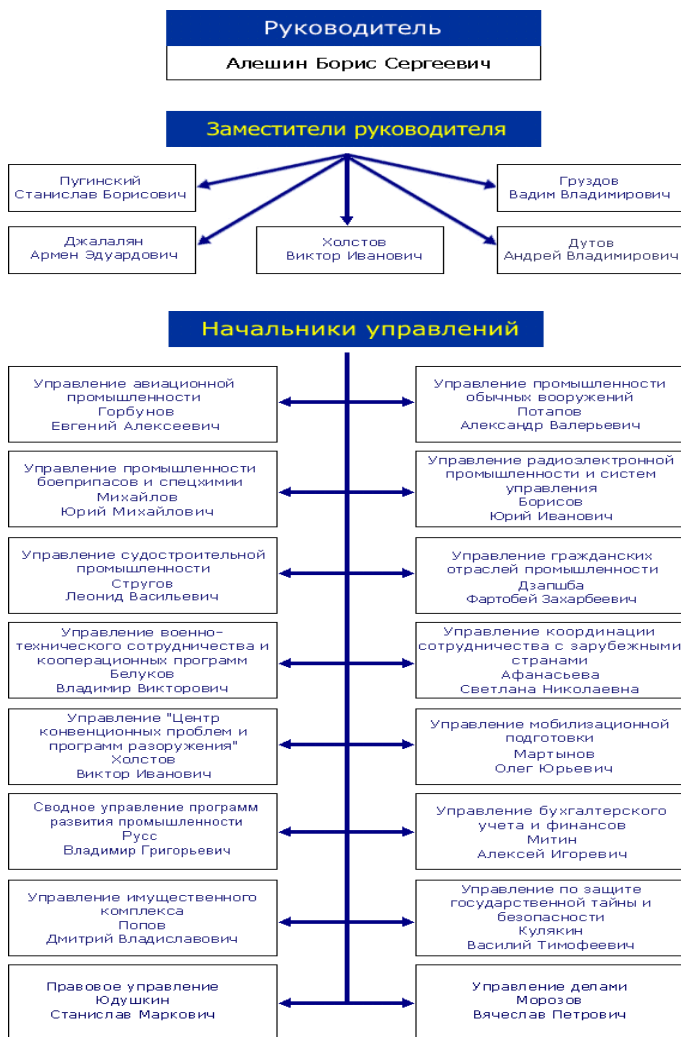 Руководитель
Алешин Борис Сергеевич
Заместители руководителя
Пугинский
Станислав Борисович
Груздов
Вадим Владимирович
Джалалян
Армен Эдуардович
Холстов
Виктор Иванович
Дутов
Андрей Владимирович
Начальники управлений
Управление авиационной
промышленности
Горбунов
Евгений Алексеевич
Управление промышленности
обычных вооружений
Потапов
Александр Валерьевич
Управление промышленности
боеприпасов и спецхимии
Михайлов
Юрий Михайлович
Управление радиоэлектронной
промышленности и систем
управления
Борисов
Юрий Иванович
Управление судостроительной
промышленности
Стругов
Леонид Васильевич
Управление гражданских
отраслей промышленности
Дзапшба
Фартобей Захарбеевич
Управление военно-
технического сотрудничества и
кооперационных программ
Белуков
Владимир Викторович
Управление координации
сотрудничества с зарубежными
странами
Афанасьева
Светлана Николаевна
Управление "Центр
конвенционных проблем и
программ разоружения"
Холстов
Виктор Иванович
Управление мобилизационной
подготовки
Мартынов
Олег Юрьевич
Сводное управление программ
развития промышленности
Русс
Владимир Григорьевич
Управление бухгалтерского
учета и финансов
Митин
Алексей Игоревич
Управление имущественного
комплекса
Попов
Дмитрий Владиславович
Управление по защите
государственной тайны и
безопасности
Кулякин
Василий Тимофеевич
Правовое управление
Юдушкин
Станислав Маркович
Управление делами
Морозов
Вячеслав Петрович